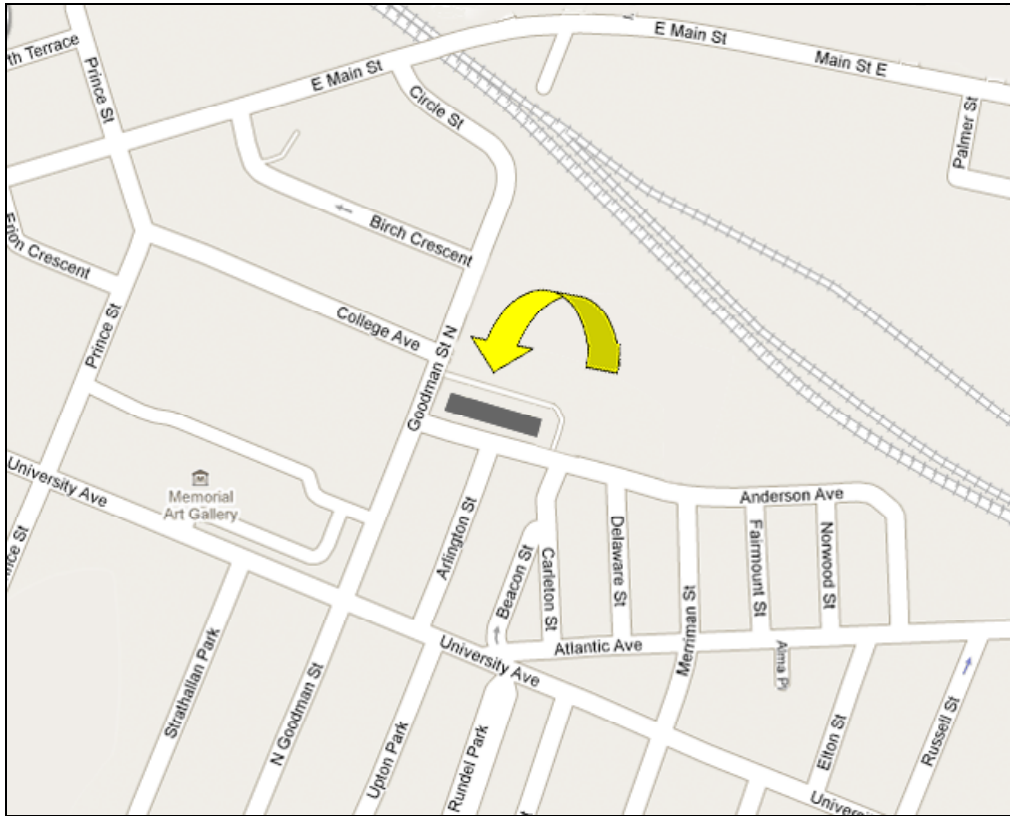 E Main St
Main St E
th Terrace
Prince St
E Main St
Circle St
Palmer St
Birch Crescent
rion Crescent
College Ave
Prince St
Goodman St N
University Ave
Memorial
Art Gallery
Anderson Ave
Arlington St
Beacon St
Carleton St
Delaware St
Merriman St
Fairmount St
Norwood St
nce St
Atlantic Ave
University Ave
Alma Pl
Strathallan Park
N Goodman St
Upton Park
Rundel Park
Elton St
Russell St
Univers